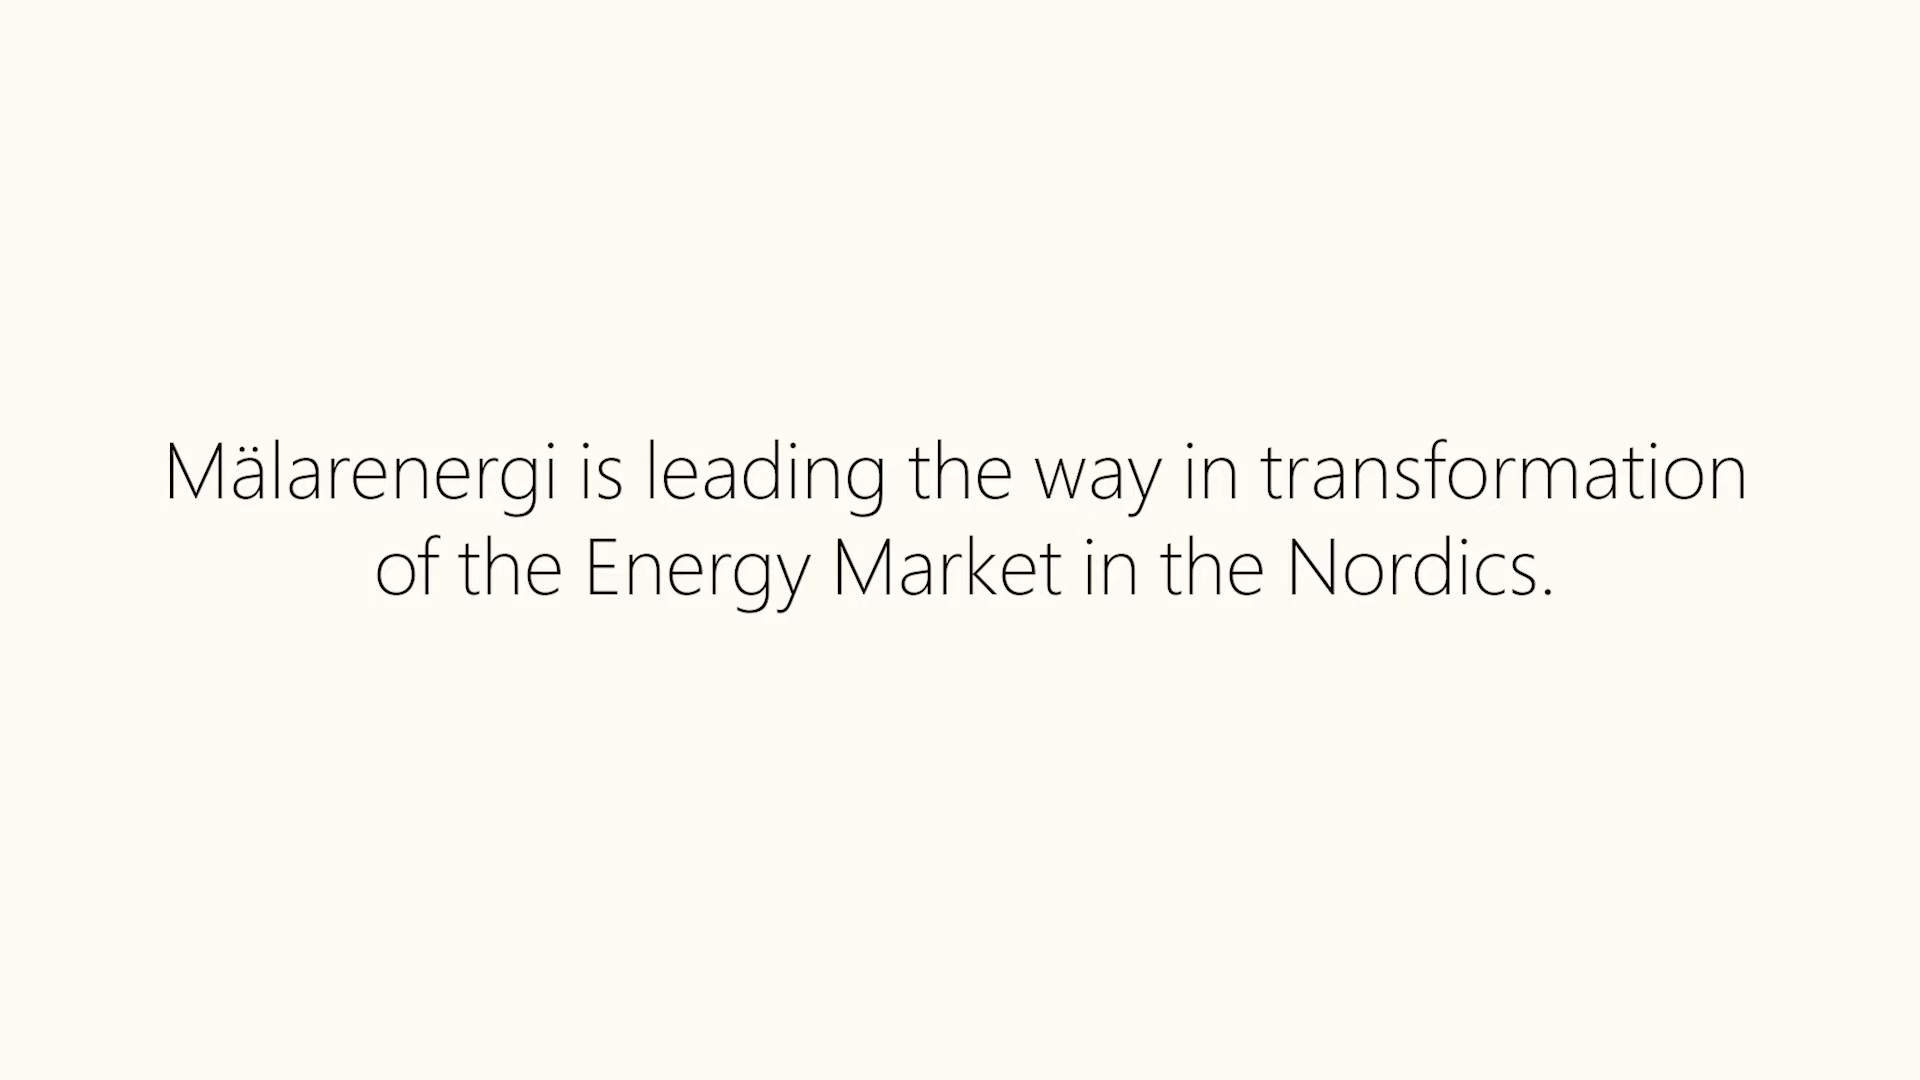 Mälarenergi is leading the way in transformation
of the Energy Market in the Nordics.